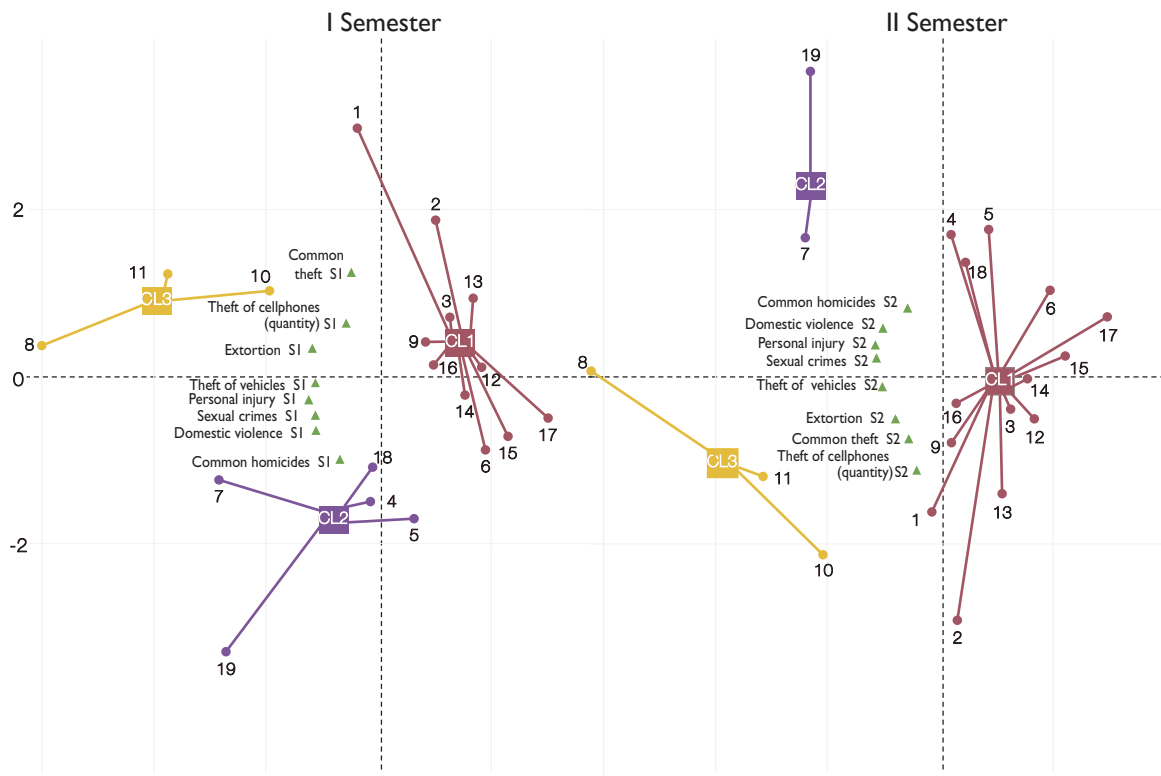 I Semester
II Semester
19
1
CL2
2
2
4
5
7
11
10
Common
theft S1
13
18
6
CL3
Theft of cellphones
(quantity) S1
3
Common homicides S2
17
Domestic violence S2
8
Extortion S1
9
CL1
Personal injury S2
Sexual crimes S2
15
8
0
Theft of vehicles S1
16
12
Theft of vehicles S2
CL1
14
Personal injury S1
Sexual crimes S1
14
Extortion S2
16
3
12
Domestic violence S1
17
Common theft S2
9
Common homicides S1
18
6
15
CL3
Theft of cellphones
(quantity) S2
11
7
4
CL2
5
1
13
-2
10
19
2